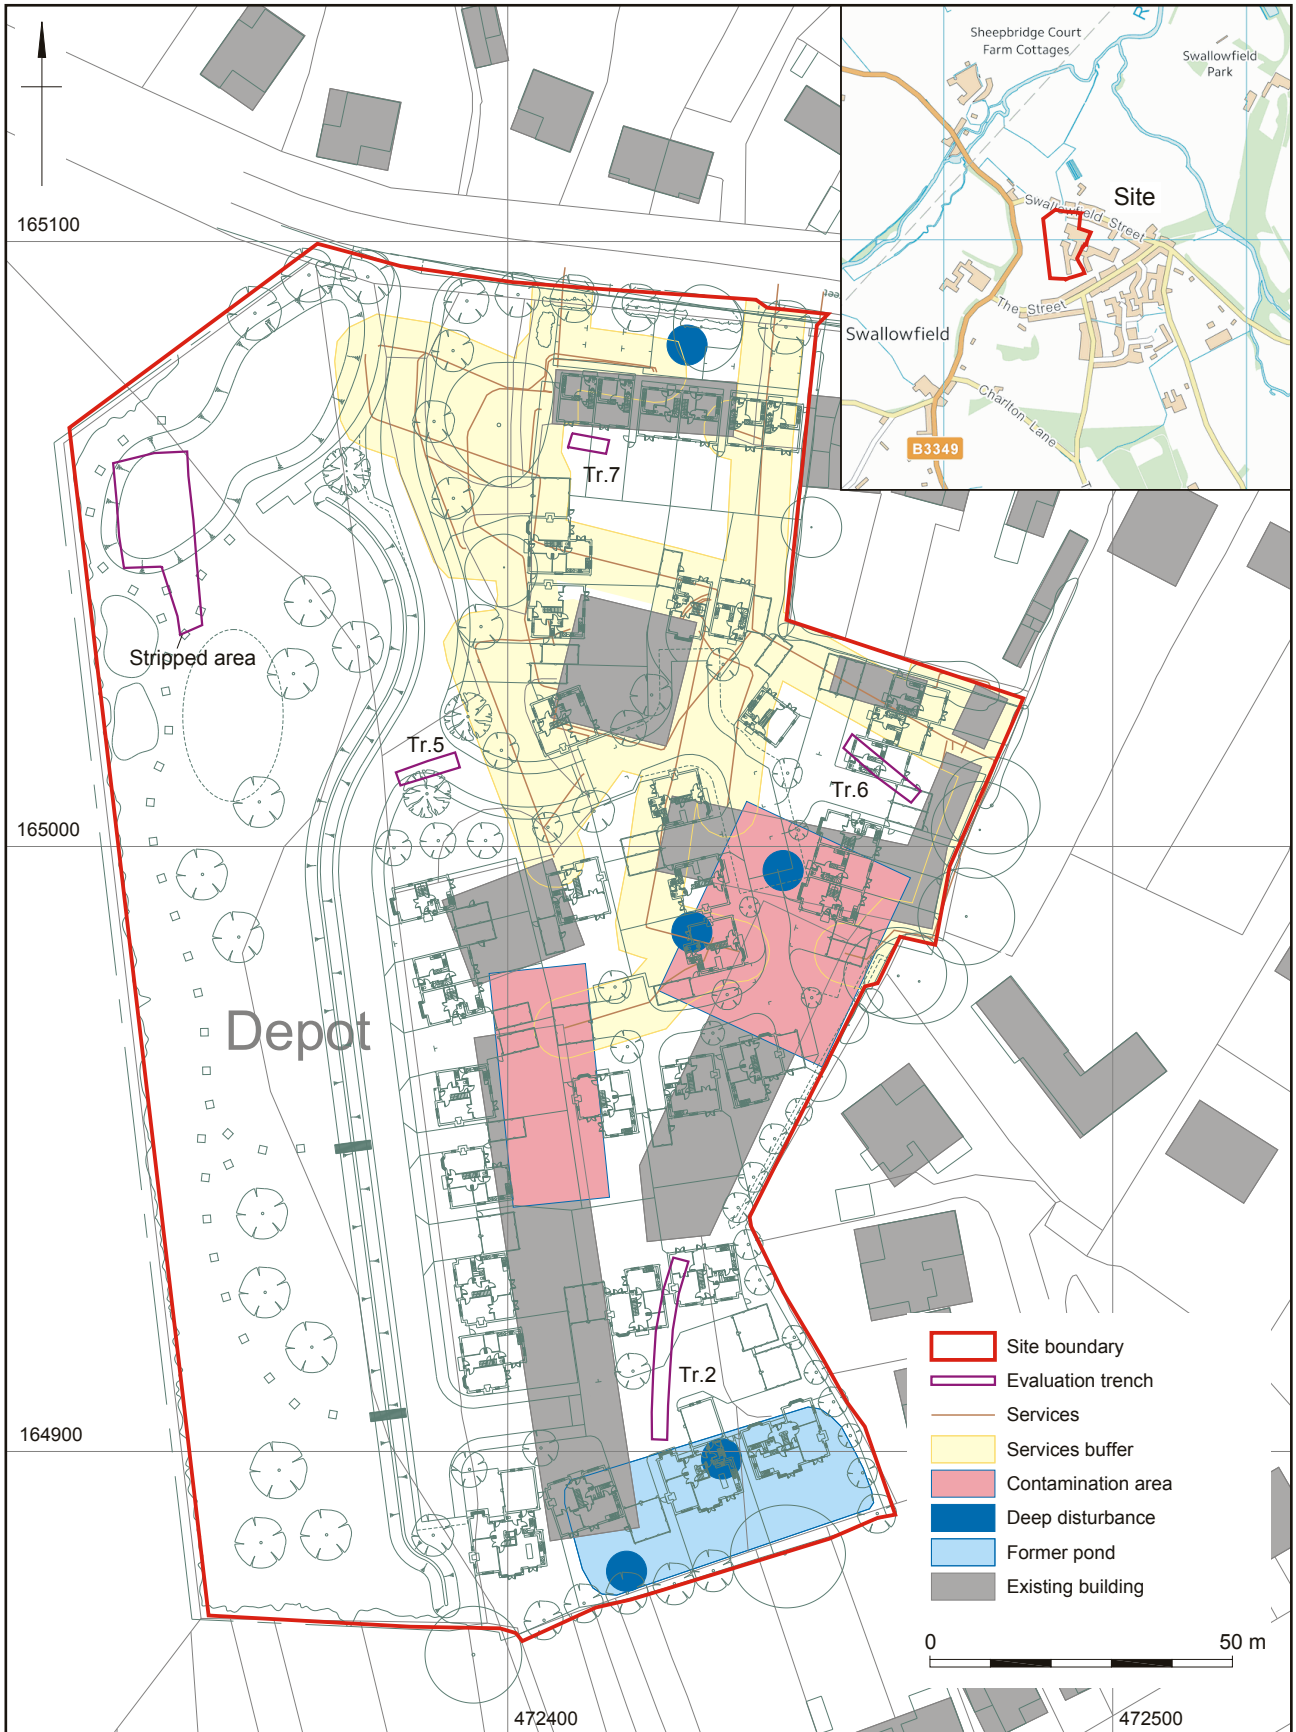 Sheepbridge Court
Farm Cottages
Swallowfield
Park
R
Site
Swallowfield Street
The Street
Swallowfield
Charlton Lane
B3349
165100
Tr.7
Stripped area
Tr.5
Tr.6
165000
Depot
Tr.2
164900
Site boundary
Evaluation trench
Services
Services buffer
Contamination area
Deep disturbance
Former pond
Existing building
0
50 m
472400
472500